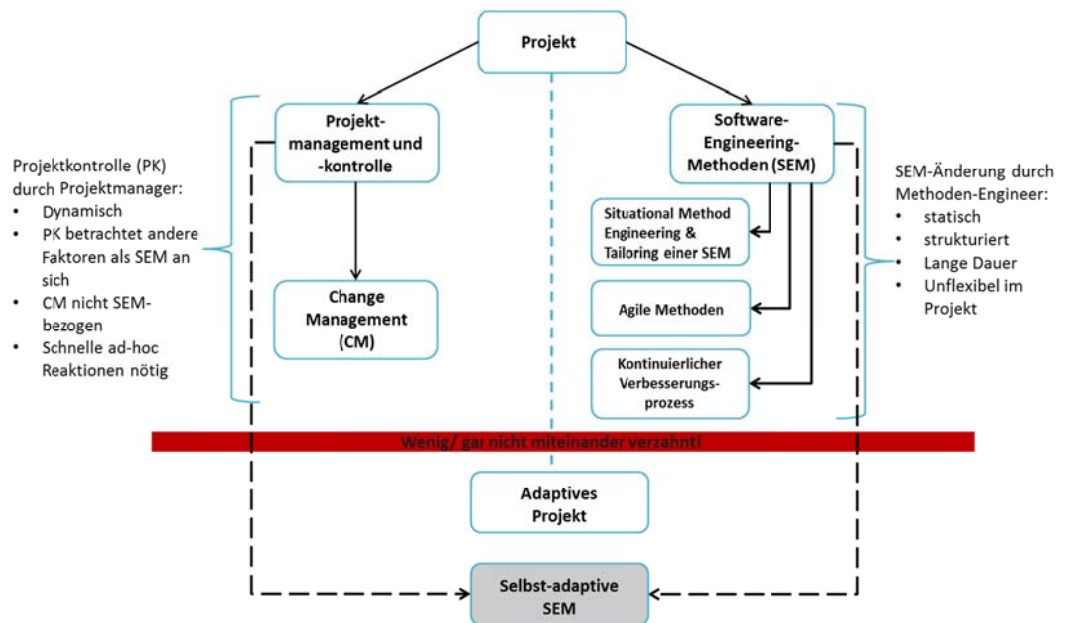 Projekt
Projekt-
management und
-kontrolle
Software-
Engineering-
Methoden (SEM)
Projektkontrolle (PK)
durch Projektmanager:
• Dynamisch
• PK betrachtet andere
Faktoren als SEM an
sich
• CM nicht SEM-
bezogen
• Schnelle ad-hoc
Reaktionen nötig
Change
Management
(CM)
Situational Method
Engineering &
Tailoring einer SEM
Agile Methoden
Kontinuierlicher
Verbesserungs-
prozess
SEM-Änderung durch
Methoden-Engineer:
• statisch
• strukturiert
• Lange Dauer
• Unflexibel im
Projekt
Wenig/ gar nicht miteinander verzahnt!
Adaptives
Projekt
Selbst-adaptive
SEM